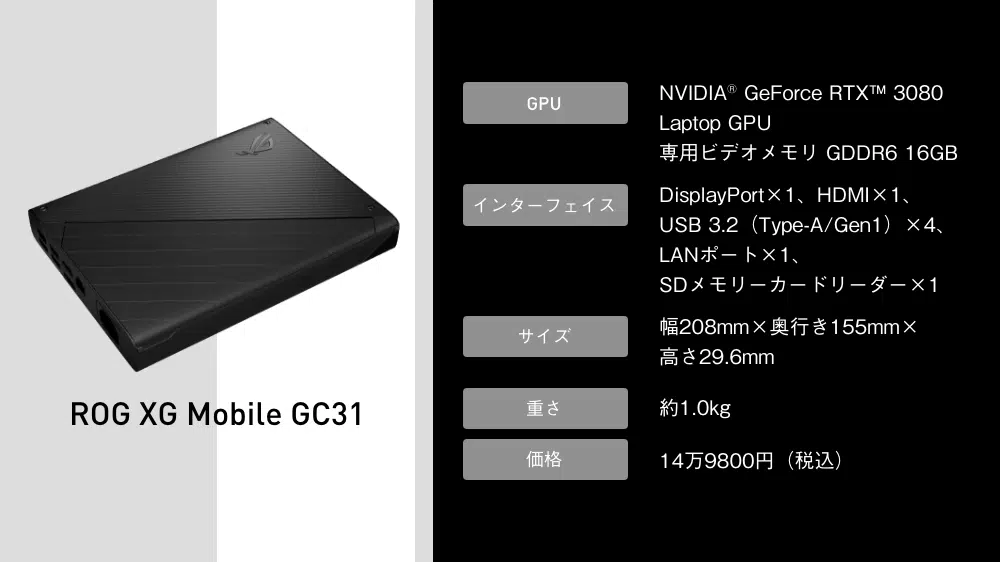 ROG XG Mobile GC31
GPU
NVIDIA® GeForce RTX™ 3080
Laptop GPU
専用ビデオメモリ GDDR6 16GB
インターフェイス
DisplayPort×1、HDMI×1、
USB 3.2（Type-A/Gen1）×4、
LANポート×1、
SDメモリーカードリーダー×1
サイズ
幅208mm×奥行き155mm×
高さ29.6mm
重さ
約1.0kg
価格
14万9800円（税込）